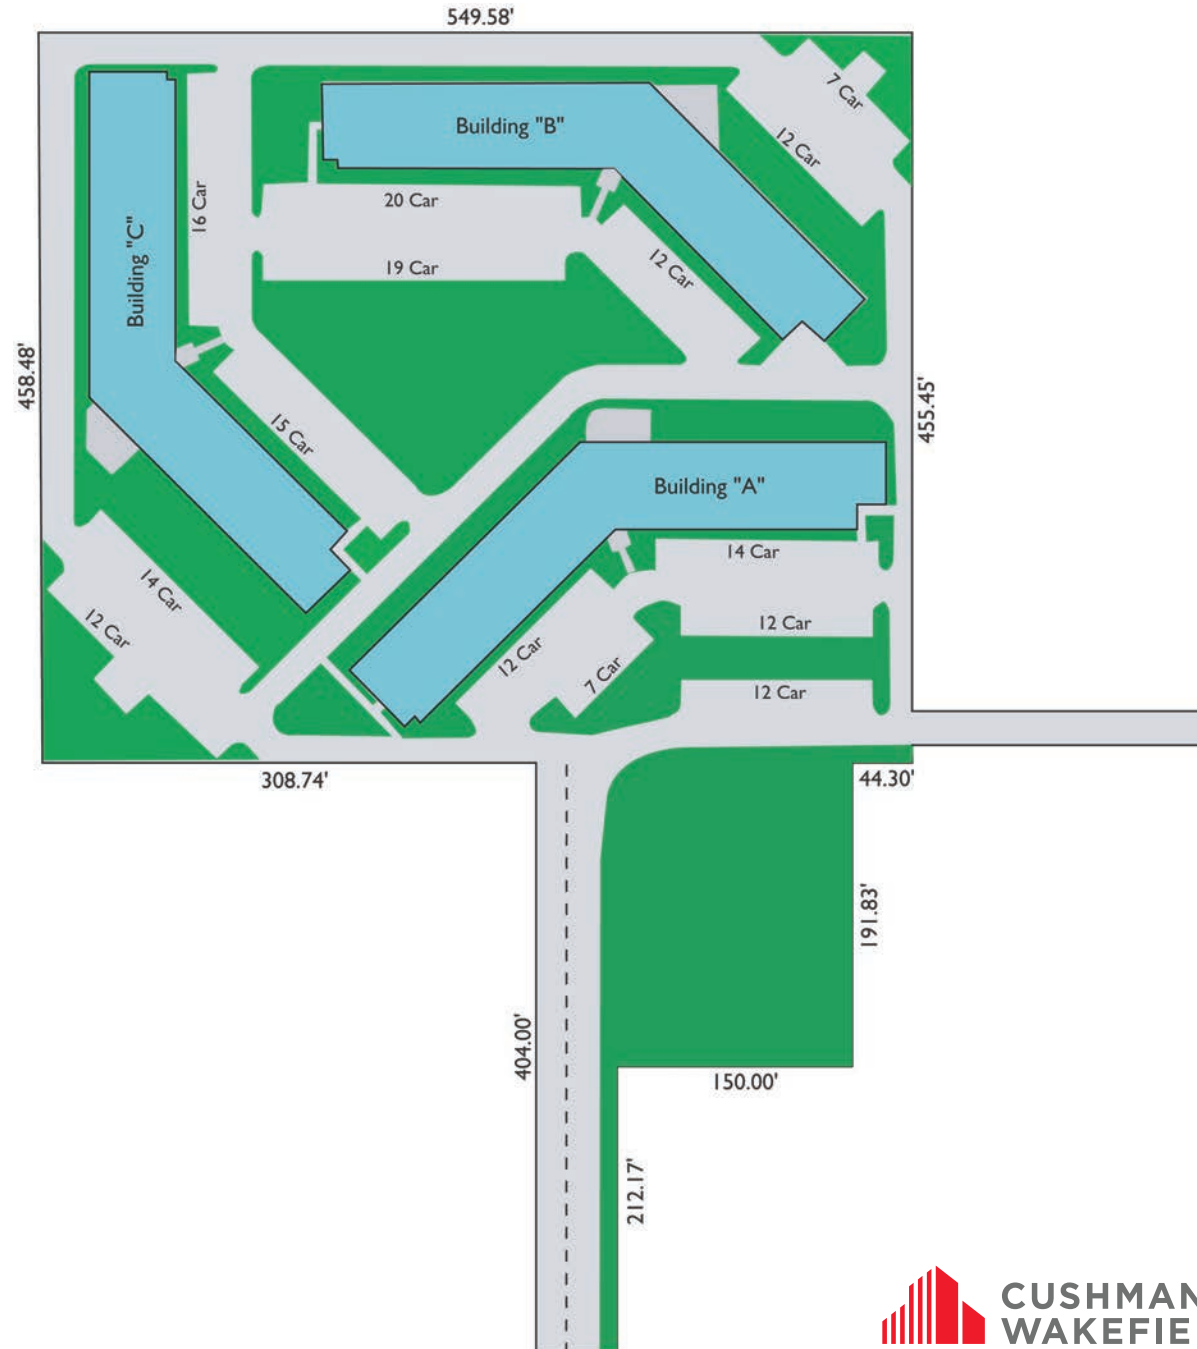 549.58'
7 Car
12 Car
Building "B"
16 Car
20 Car
Building "C"
19 Car
12 Car
458.48'
455.45'
15 Car
Building "A"
14 Car
14 Car
12 Car
12 Car
12 Car
7 Car
12 Car
308.74'
44.30'
191.83'
404.00'
150.00'
212.17'
CUSHMAN
WAKEFIE